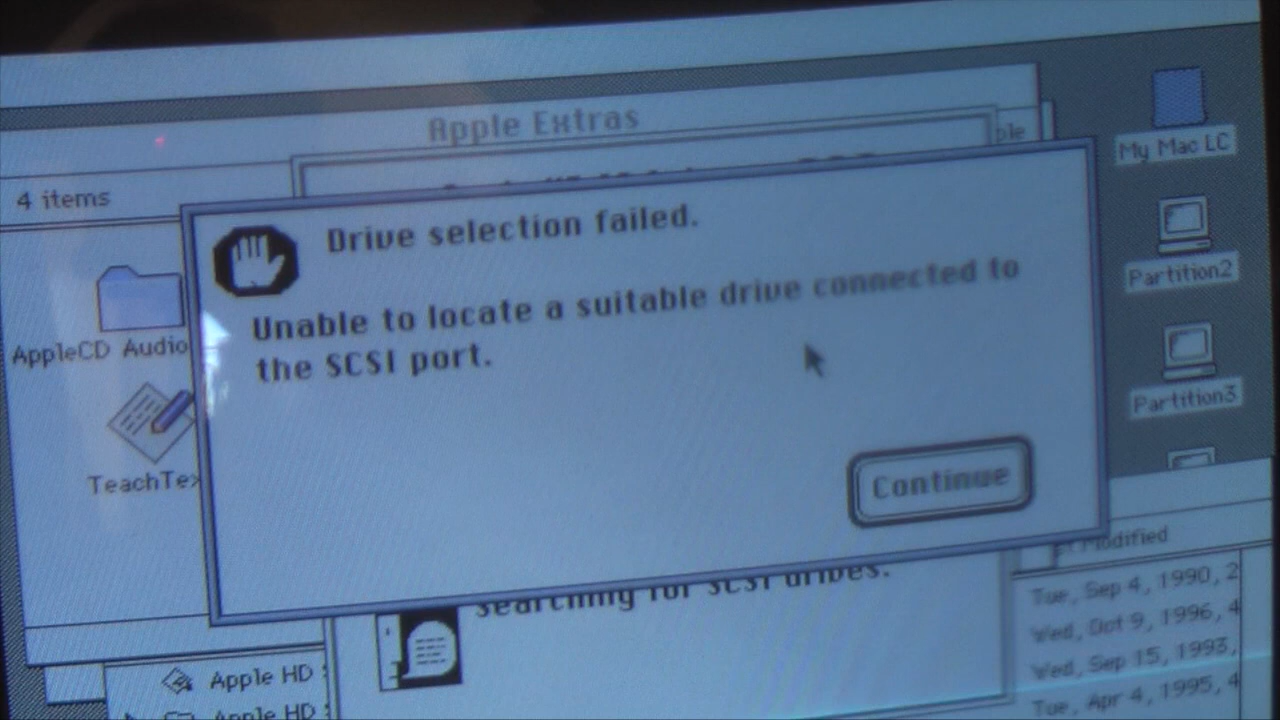 Apple Extras
ple
My Mac LC
4 items
Drive selection failed.
Partition2
Unable to locate a suitable drive connected to
the SCSI port.
AppleCD Audio
Partition3
TeachTex
Continue
Modified
Searching for SCSI drives.
Tue, Sep 4, 1990, 2
Wed, Oct 9, 1996, 4
Wed, Sep 15, 1993,
Apple HD S
Tue, Apr 4, 1995, 4
Apple HD